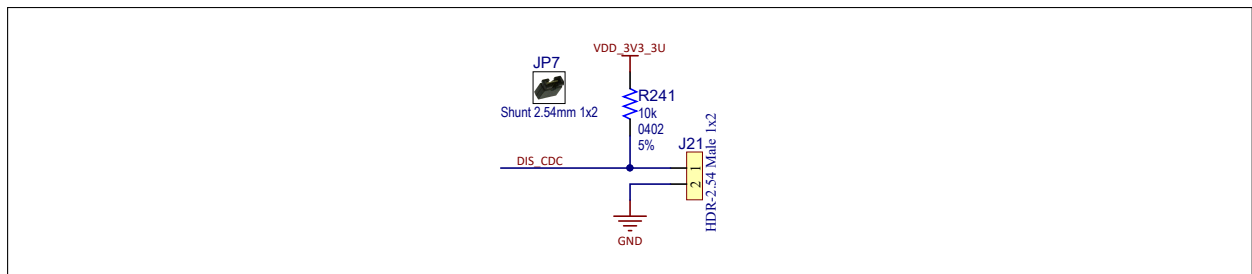 VDD_3V3_3U
JP7
Shunt 2.54mm 1x2
R241
10k
0402
5%
J21
DIS_CDC
1
2
HDR-2.54 Male 1x2
GND